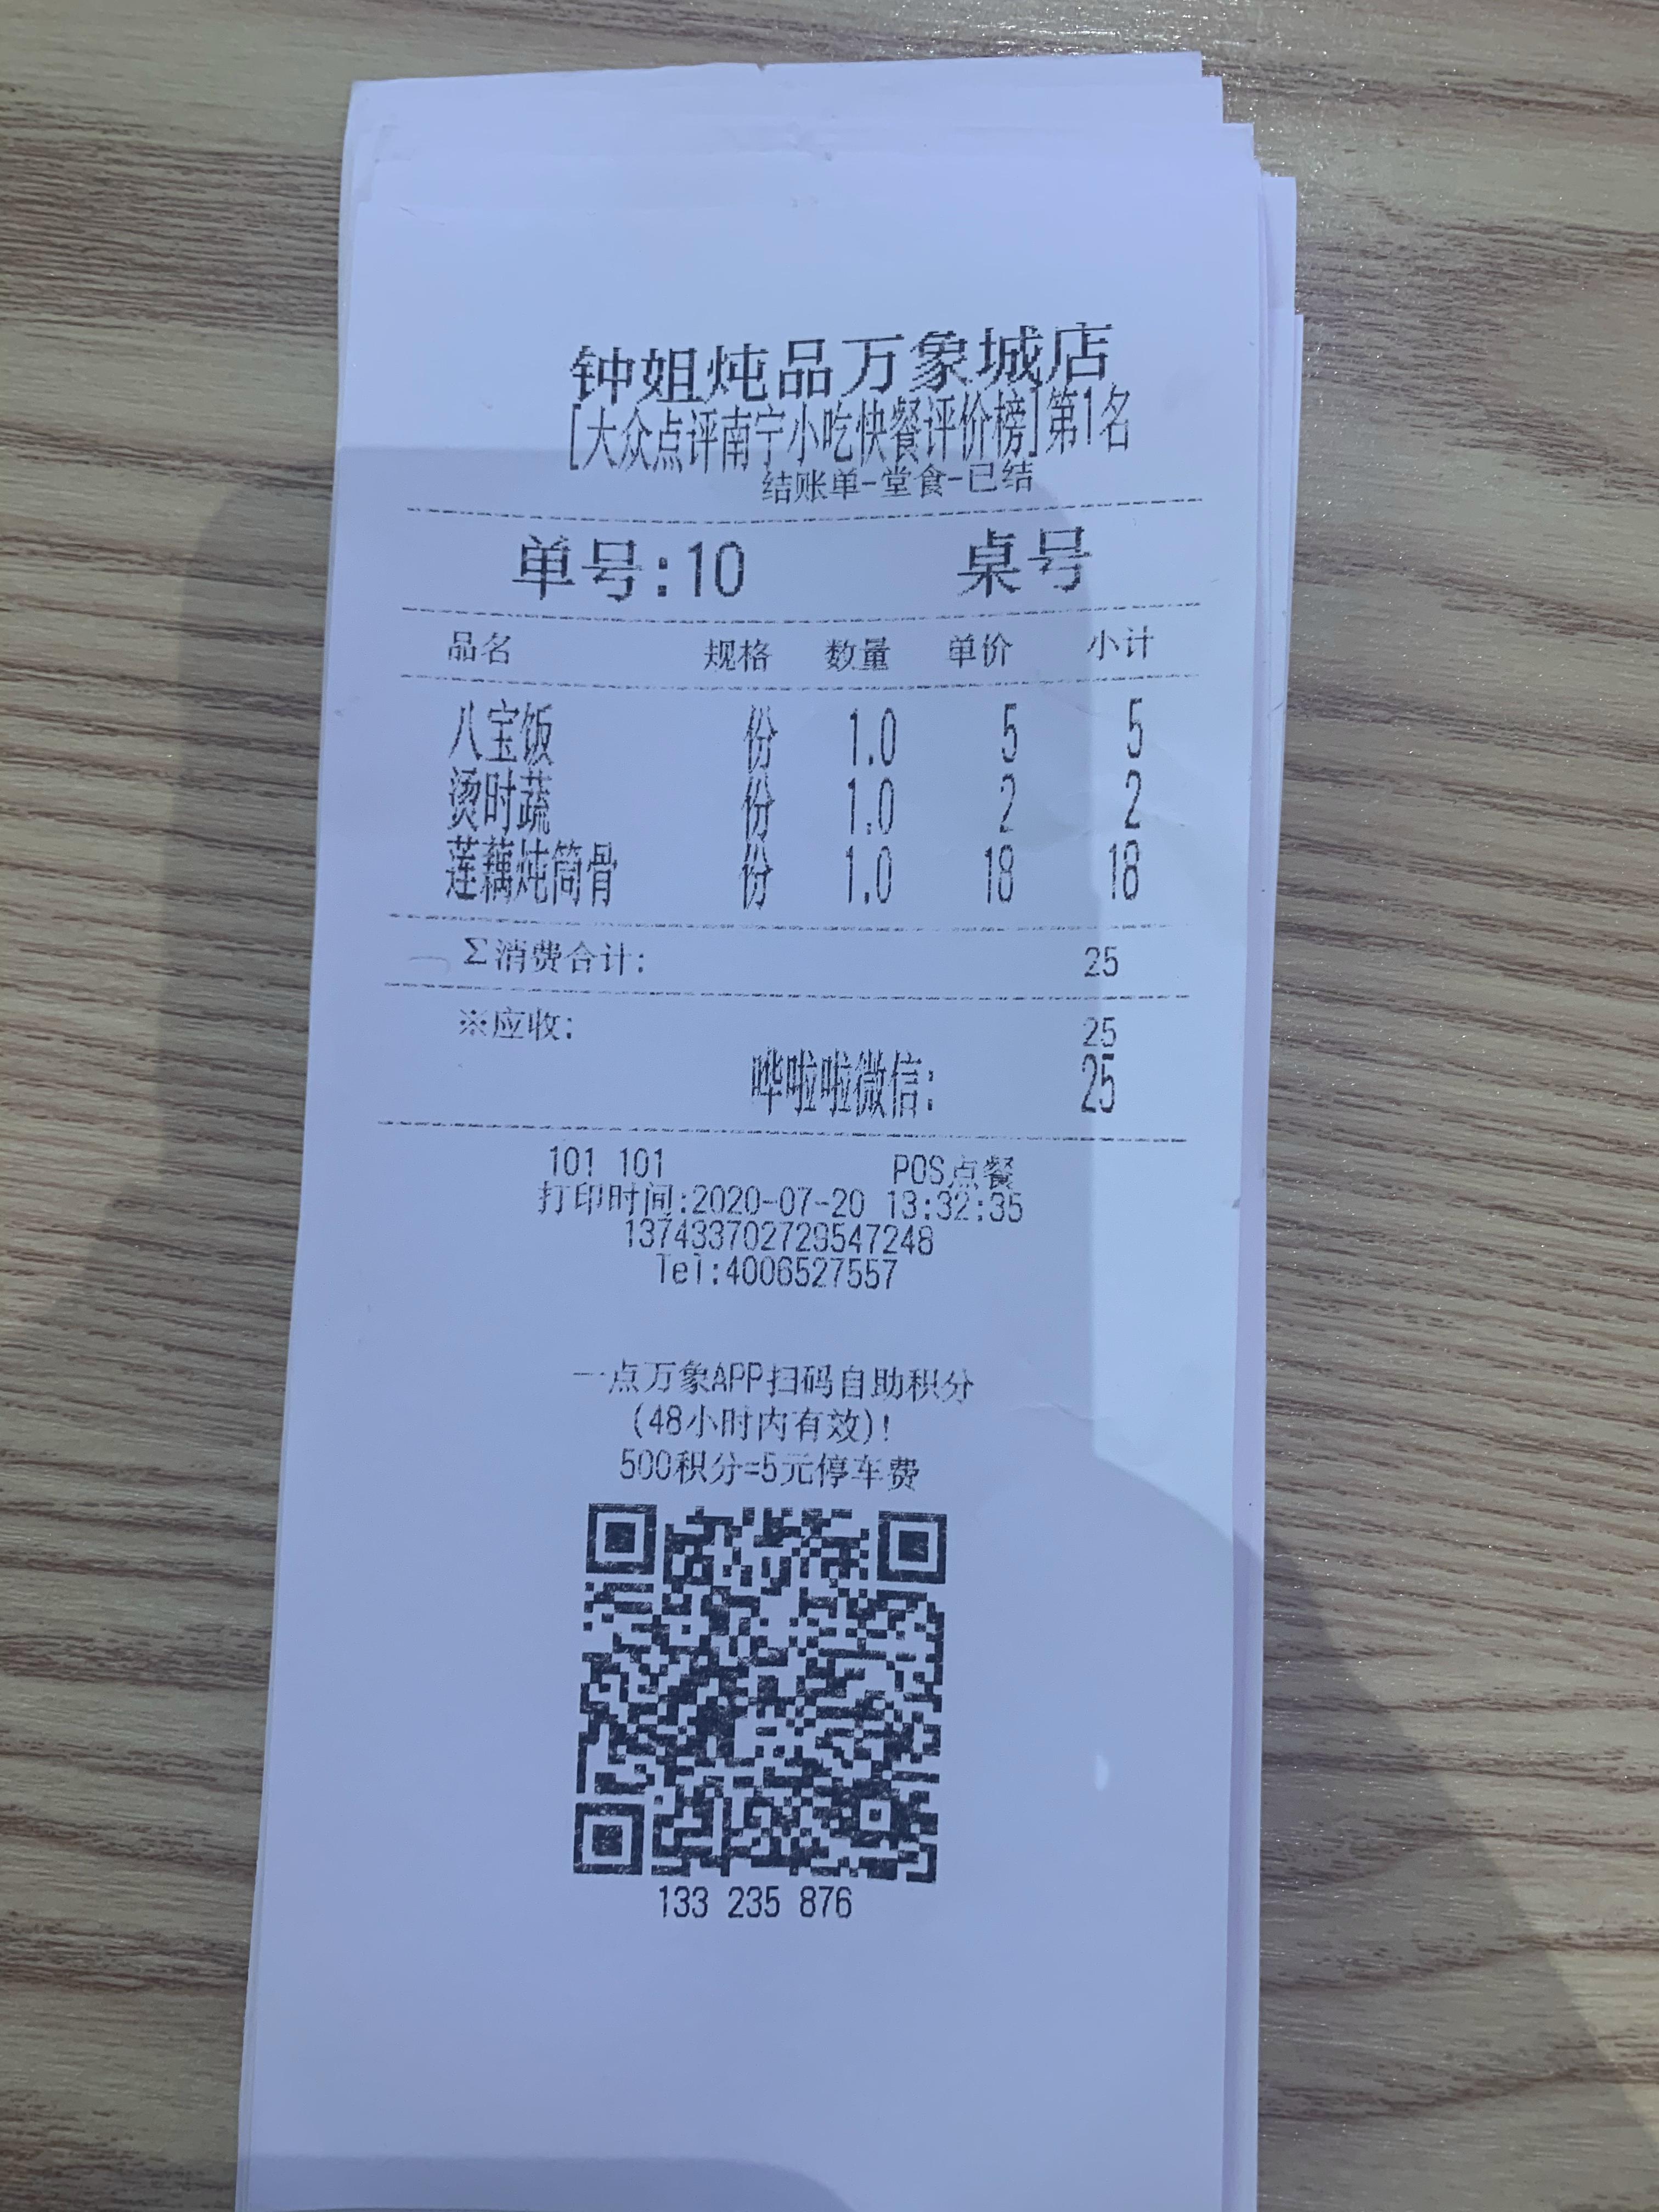 钟姐炖品万象城店
[大众点评南宁小吃快餐评价榜]第1名
结账单-堂食-已结
单号:10 桌号
品名 规格 数量 单价 小计
八宝饭 份 1.0 5 5
烫时蔬 份 1.0 2 2
莲藕炖筒骨 份 1.0 18 18
Σ消费合计: 25
※应收: 25
哗啦啦微信: 25
101 101 POS点餐
打印时间:2020-07-20 13:32:35
137433702729547248
Tel:4006527557
一点万象APP扫码自助积分
(48小时内有效)!
500积分=5元停车费
133 235 876